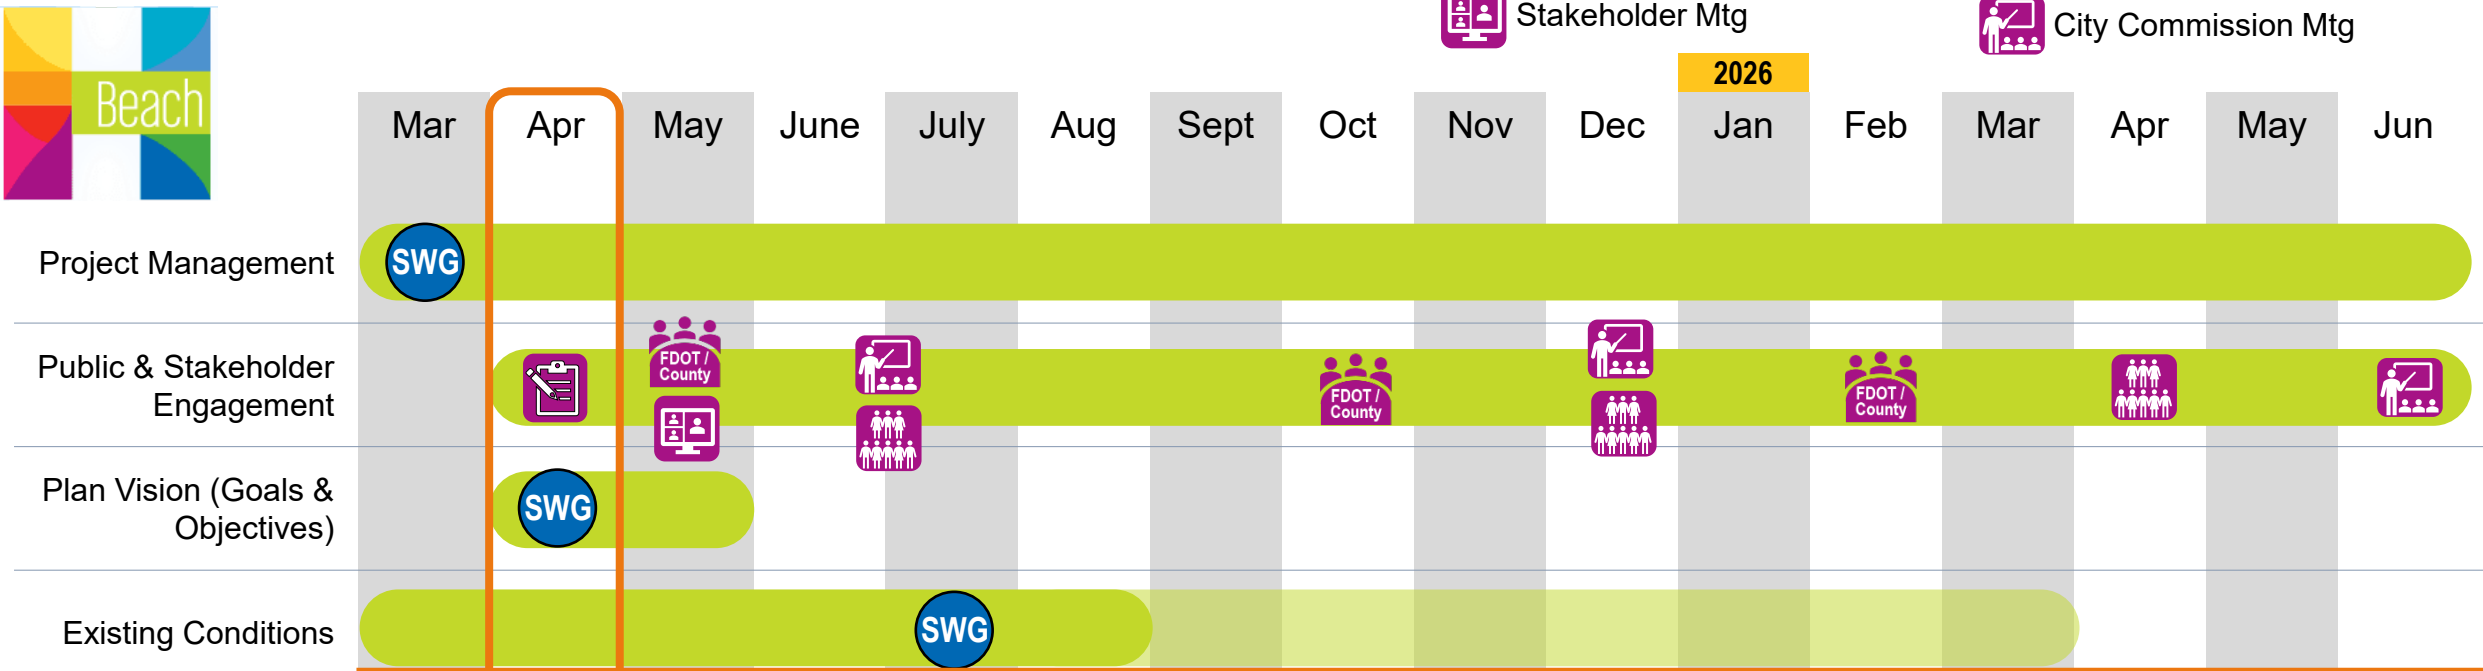 Stakeholder Mtg
City Commission Mtg
Beach
2026
Mar Apr May June July Aug Sept Oct Nov Dec Jan Feb Mar Apr May Jun
Project Management
SWG
Public & Stakeholder
Engagement
FDOT /
County
FDOT /
County
FDOT /
County
Plan Vision (Goals &
Objectives)
SWG
Existing Conditions
SWG